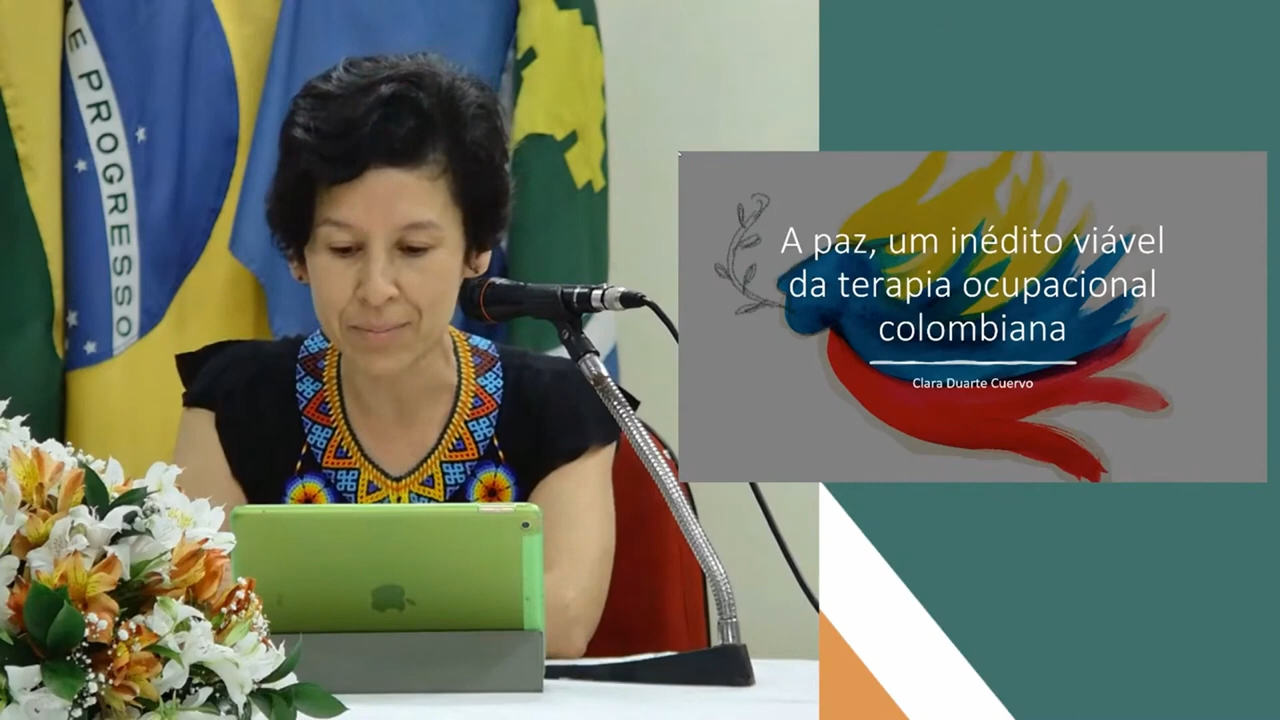 E PROGRESSO
A paz, um inédito viável
da terapia ocupacional
colombiana
Clara Duarte Cuervo